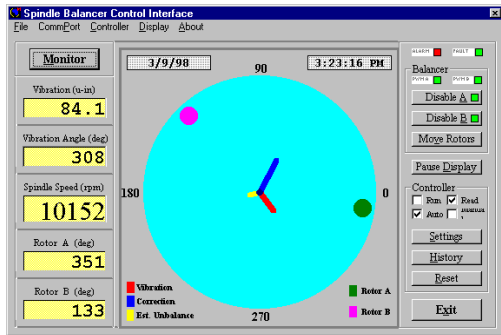 Spindle Balancer Control Interface
File CommPort Controller Display About
Monitor
Vibration (u-in)
84.1
Vibration Angle (deg)
308
Spindle Speed (rpm)
10152
Rotor A (deg)
351
Rotor B (deg)
133
3/9/98
3:23:16 PM
90
180
0
270
Vibration
Correction
Est. Unbalance
Rotor A
Rotor B
ALARM FAULT
Balancer
PWM A PWM B
Disable A
Disable B
Move Rotors
Pause Display
Controller
Run Read
Auto
Settings
History
Reset
Exit